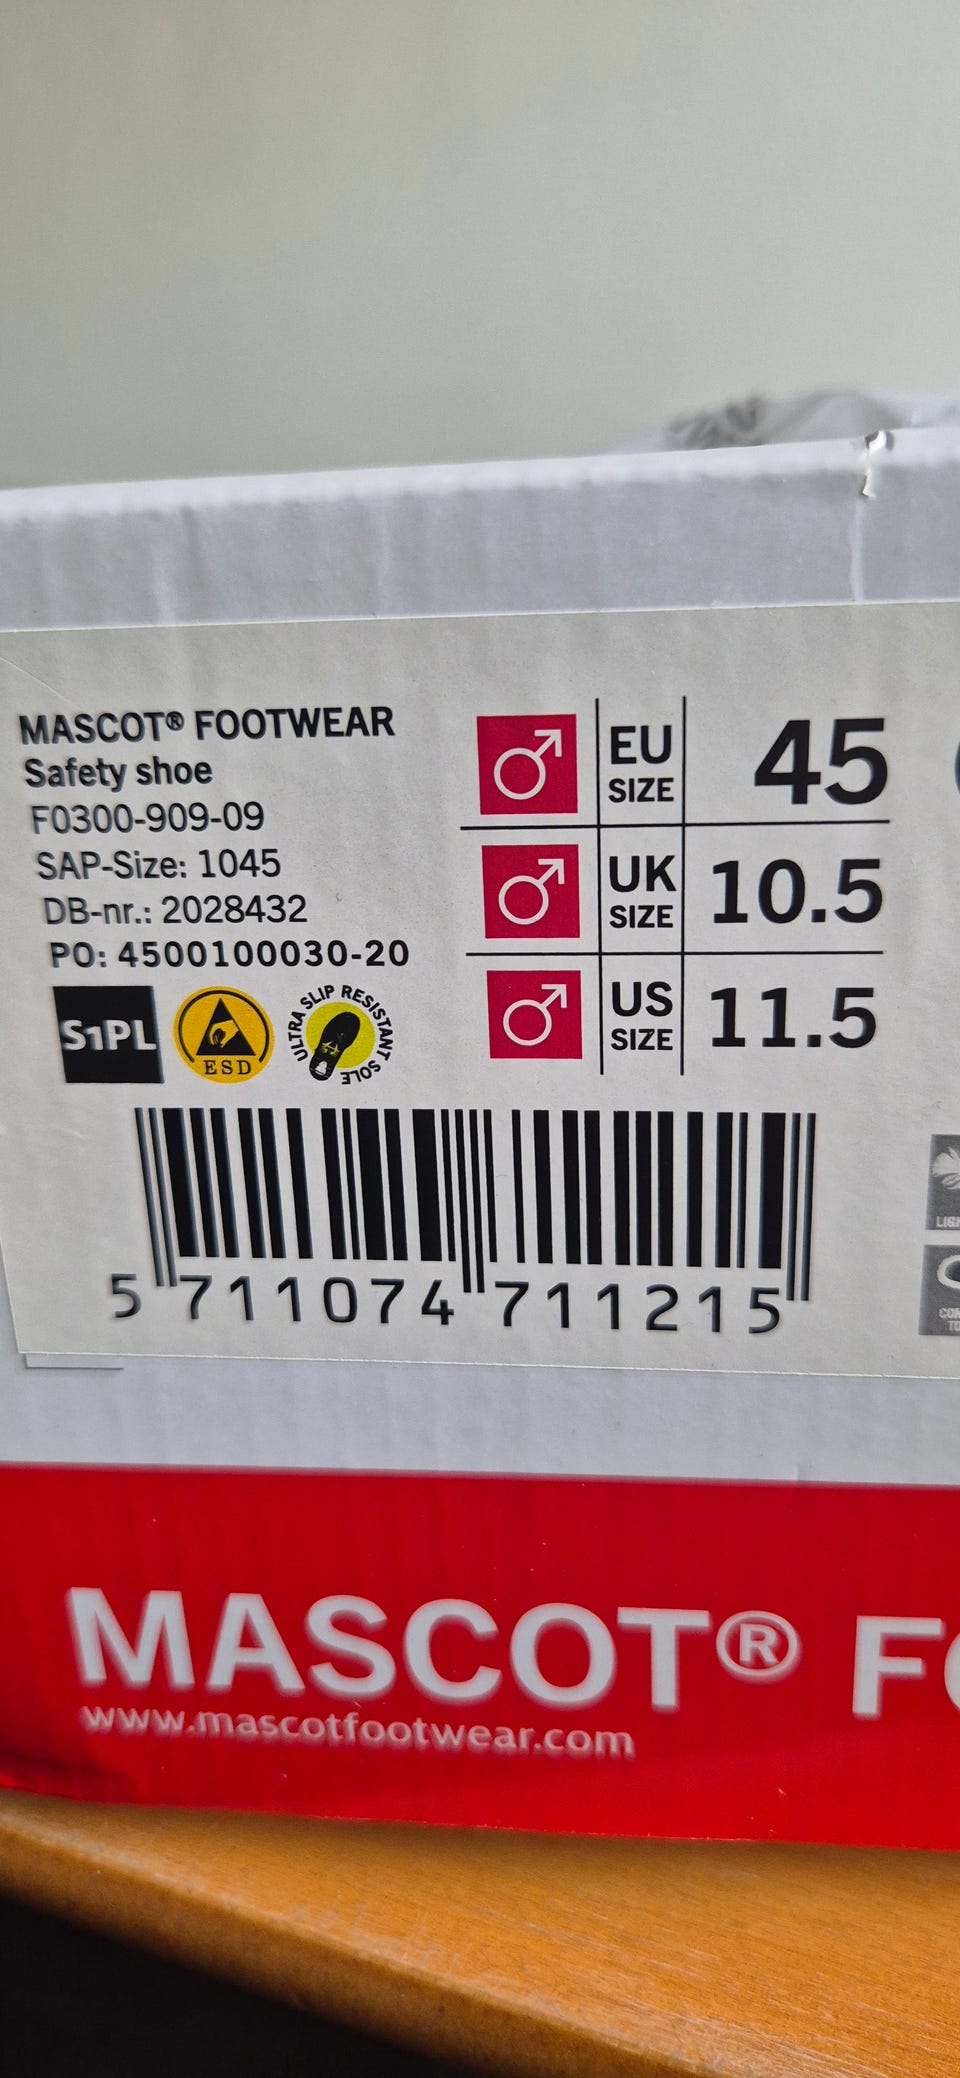 MASCOT® FOOTWEAR
Safety shoe
F0300-909-09
SAP-Size: 1045
DB-nr.: 2028432
PO: 4500100030-20
S1PL
ESD
ULTRA SLIP RESISTANT SOLE
EU SIZE 45
UK SIZE 10.5
US SIZE 11.5
5 711074 711215
MASCOT®
www.mascotfootwear.com